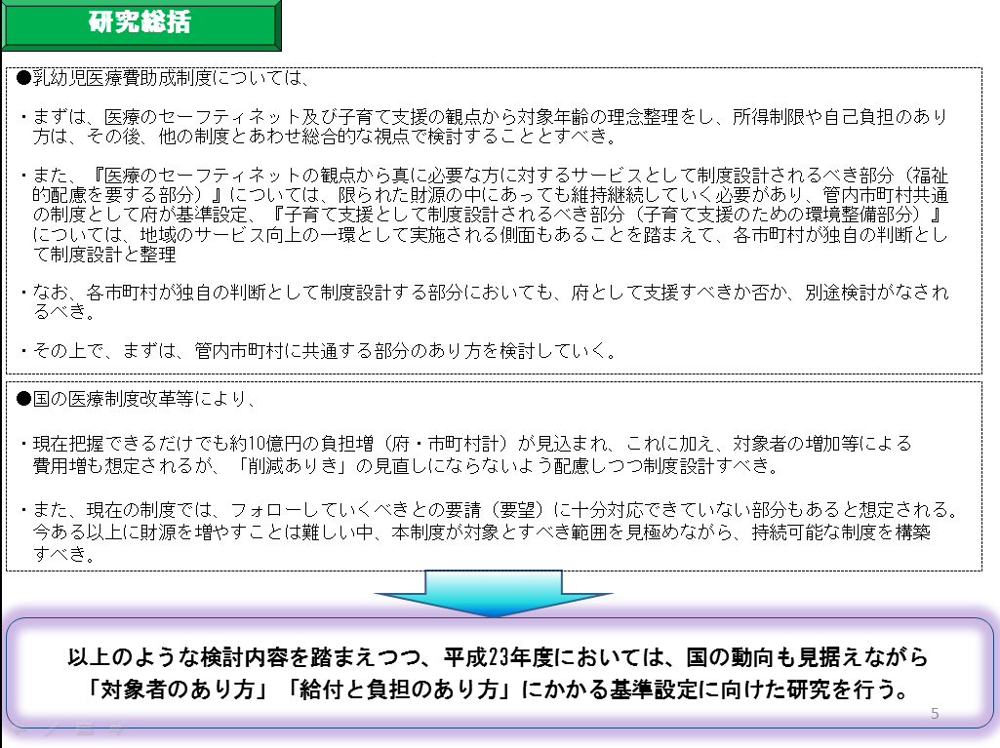 研究総括
●乳幼児医療費助成制度については、
・まずは、医療のセーフティネット及び子育て支援の観点から対象年齢の理念整理をし、所得制限や自己負担のあり
方は、その後、他の制度とあわせ総合的な視点で検討することとすべき。
・また、『医療のセーフティネットの観点から真に必要な方に対するサービスとして制度設計されるべき部分（福祉
的配慮を要する部分）』については、限られた財源の中にあっても維持継続していく必要があり、管内市町村共通
の制度として府が基準設定、『子育て支援として制度設計されるべき部分（子育て支援のための環境整備部分）』
については、地域のサービス向上の一環として実施される側面もあることを踏まえて、各市町村が独自の判断とし
て制度設計と整理
・なお、各市町村が独自の判断として制度設計する部分においても、府として支援すべきか否か、別途検討がなされ
るべき。
・その上で、まずは、管内市町村に共通する部分のあり方を検討していく。
●国の医療制度改革等により、
・現在把握できるだけでも約10億円の負担増（府・市町村計）が見込まれ、これに加え、対象者の増加等による
費用増も想定されるが、「削減ありき」の見直しにならないよう配慮しつつ制度設計すべき。
・また、現在の制度では、フォローしていくべきとの要請（要望）に十分対応できていない部分もあると想定される。
今ある以上に財源を増やすことは難しい中、本制度が対象とすべき範囲を見極めながら、持続可能な制度を構築
すべき。
以上のような検討内容を踏まえつつ、平成23年度においては、国の動向も見据えながら
「対象者のあり方」「給付と負担のあり方」にかかる基準設定に向けた研究を行う。
5